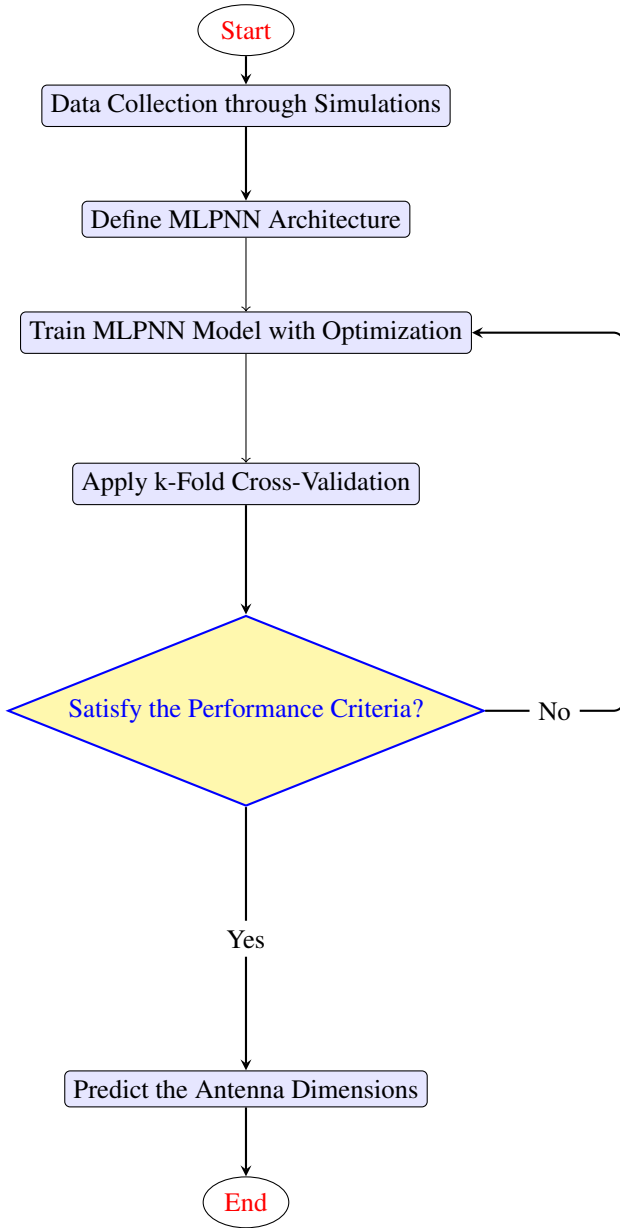 Start
Data Collection through Simulations
Define MLPNN Architecture
Train MLPNN Model with Optimization
Apply k-Fold Cross-Validation
Satisfy the Performance Criteria?
No
Yes
Predict the Antenna Dimensions
End